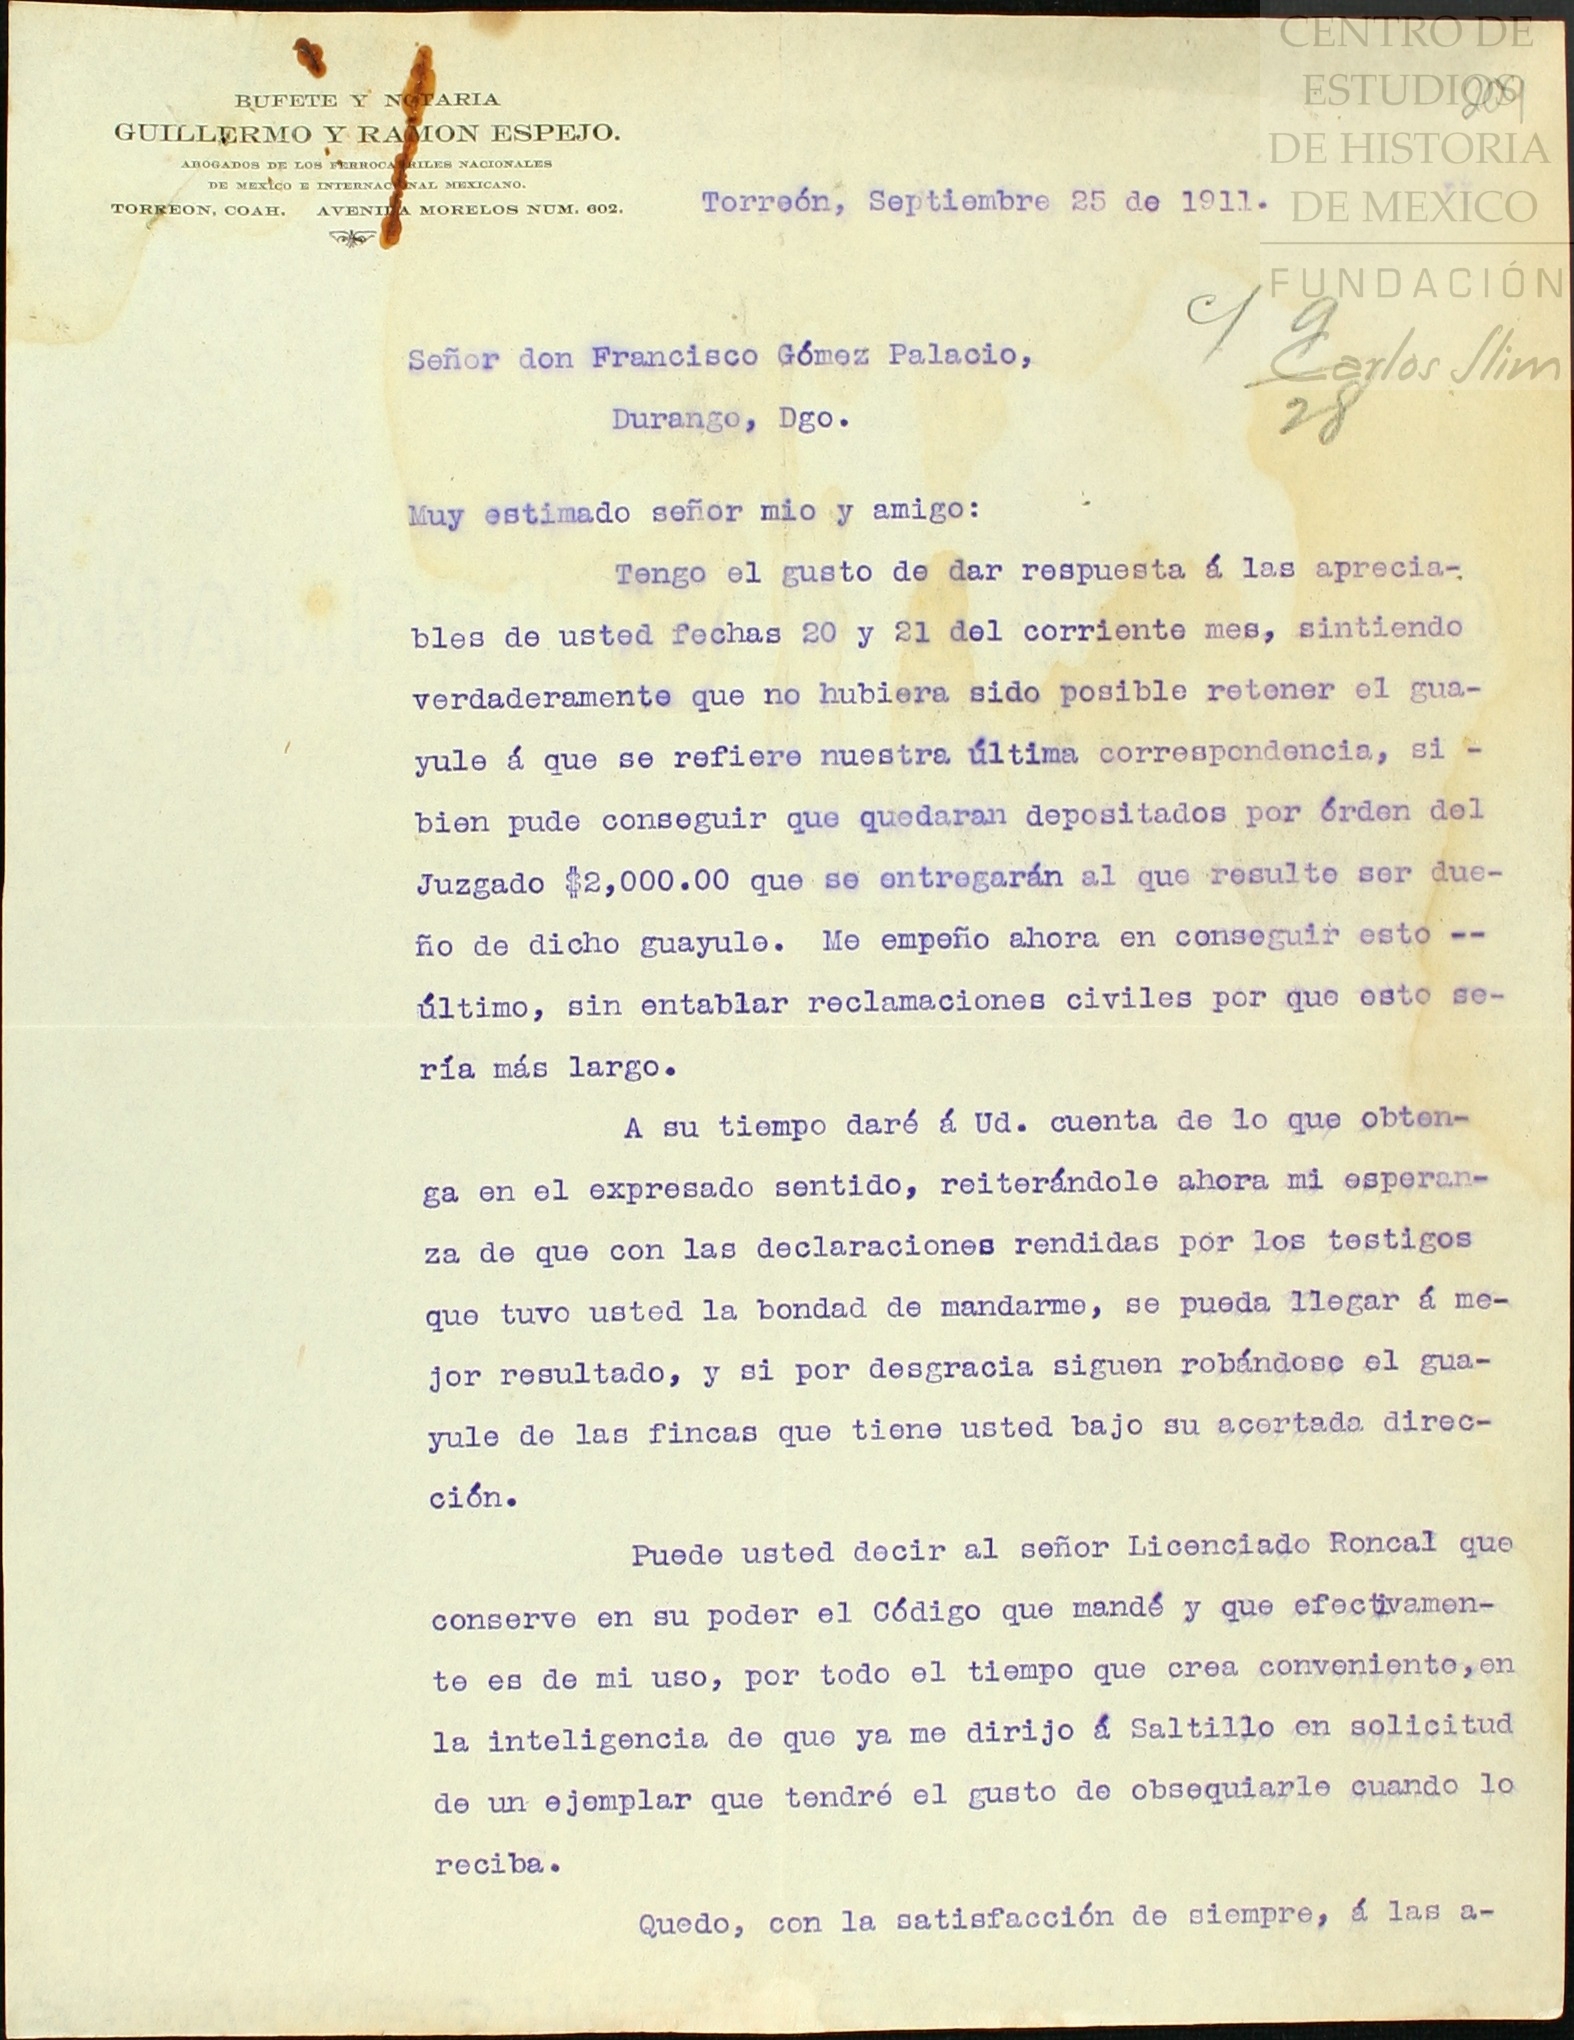 BUFETE Y NOTARIA
GUILLERMO Y RAMON ESPEJO.
ABOGADOS DE LOS FERROCARRILES NACIONALES
DE MEXICO E INTERNACIONAL MEXICANO.
TORREON, COAH. AVENIDA MORELOS NUM. 602.
CENTRO DE
ESTUDIOS
DE HISTORIA
DE MEXICO
FUNDACIÓN
Carlos Slim
209
Torreón, Septiembre 25 de 1911.
c/ 9
28
Señor don Francisco Gómez Palacio,
Durango, Dgo.
Muy estimado señor mio y amigo:
Tengo el gusto de dar respuesta á las aprecia-
bles de usted fechas 20 y 21 del corriente mes, sintiendo
verdaderamente que no hubiera sido posible retener el gua-
yule á que se refiere nuestra última correspondencia, si -
bien pude conseguir que quedaran depositados por órden del
Juzgado $2,000.00 que se entregarán al que resulte ser due-
ño de dicho guayule. Me empeño ahora en conseguir esto --
último, sin entablar reclamaciones civiles por que esto se-
ría más largo.
A su tiempo daré á Ud. cuenta de lo que obten-
ga en el expresado sentido, reiterándole ahora mi esperan-
za de que con las declaraciones rendidas por los testigos
que tuvo usted la bondad de mandarme, se pueda llegar á me-
jor resultado, y si por desgracia siguen robándose el gua-
yule de las fincas que tiene usted bajo su acertada direc-
ción.
Puede usted decir al señor Licenciado Roncal que
conserve en su poder el Código que mandé y que efectivamen-
te es de mi uso, por todo el tiempo que crea conveniente,en
la inteligencia de que ya me dirijo á Saltillo en solicitud
de un ejemplar que tendré el gusto de obsequiarle cuando lo
reciba.
Quedo, con la satisfacción de siempre, á las a-